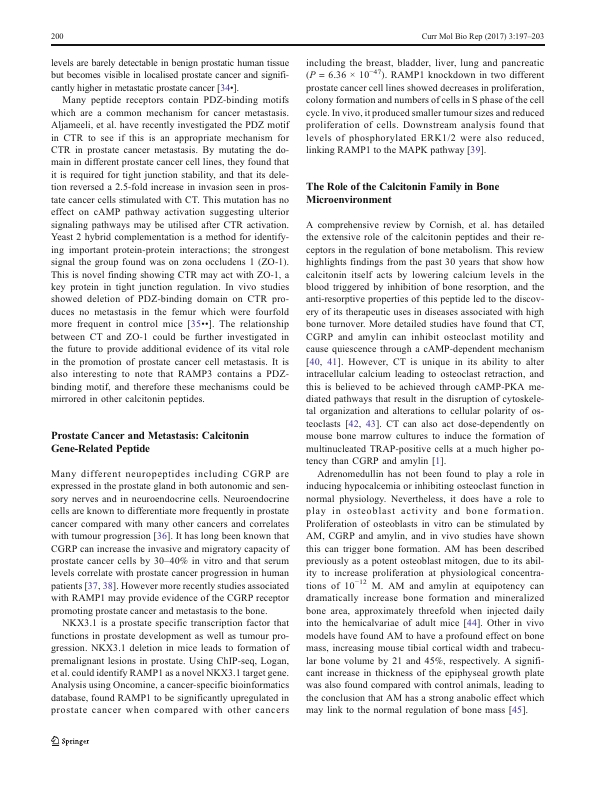 200
Curr Mol Bio Rep (2017) 3:197–203
levels are barely detectable in benign prostatic human tissue
but becomes visible in localised prostate cancer and signifi-
cantly higher in metastatic prostate cancer [34•].
Many peptide receptors contain PDZ-binding motifs
which are a common mechanism for cancer metastasis.
Aljameeli, et al. have recently investigated the PDZ motif
in CTR to see if this is an appropriate mechanism for
CTR in prostate cancer metastasis. By mutating the do-
main in different prostate cancer cell lines, they found that
it is required for tight junction stability, and that its dele-
tion reversed a 2.5-fold increase in invasion seen in pros-
tate cancer cells stimulated with CT. This mutation has no
effect on cAMP pathway activation suggesting ulterior
signaling pathways may be utilised after CTR activation.
Yeast 2 hybrid complementation is a method for identify-
ing important protein-protein interactions; the strongest
signal the group found was on zona occludens 1 (ZO-1).
This is novel finding showing CTR may act with ZO-1, a
key protein in tight junction regulation. In vivo studies
showed deletion of PDZ-binding domain on CTR pro-
duces no metastasis in the femur which were fourfold
more frequent in control mice [35••]. The relationship
between CT and ZO-1 could be further investigated in
the future to provide additional evidence of its vital role
in the promotion of prostate cancer cell metastasis. It is
also interesting to note that RAMP3 contains a PDZ-
binding motif, and therefore these mechanisms could be
mirrored in other calcitonin peptides.
Prostate Cancer and Metastasis: Calcitonin
Gene-Related Peptide
Many different neuropeptides including CGRP are
expressed in the prostate gland in both autonomic and sen-
sory nerves and in neuroendocrine cells. Neuroendocrine
cells are known to differentiate more frequently in prostate
cancer compared with many other cancers and correlates
with tumour progression [36]. It has long been known that
CGRP can increase the invasive and migratory capacity of
prostate cancer cells by 30–40% in vitro and that serum
levels correlate with prostate cancer progression in human
patients [37, 38]. However more recently studies associated
with RAMP1 may provide evidence of the CGRP receptor
promoting prostate cancer and metastasis to the bone.
NKX3.1 is a prostate specific transcription factor that
functions in prostate development as well as tumour pro-
gression. NKX3.1 deletion in mice leads to formation of
premalignant lesions in prostate. Using ChIP-seq, Logan,
et al. could identify RAMP1 as a novel NKX3.1 target gene.
Analysis using Oncomine, a cancer-specific bioinformatics
database, found RAMP1 to be significantly upregulated in
prostate cancer when compared with other cancers
including the breast, bladder, liver, lung and pancreatic
(P = 6.36 × 10⁻⁴⁷). RAMP1 knockdown in two different
prostate cancer cell lines showed decreases in proliferation,
colony formation and numbers of cells in S phase of the cell
cycle. In vivo, it produced smaller tumour sizes and reduced
proliferation of cells. Downstream analysis found that
levels of phosphorylated ERK1/2 were also reduced,
linking RAMP1 to the MAPK pathway [39].
The Role of the Calcitonin Family in Bone
Microenvironment
A comprehensive review by Cornish, et al. has detailed
the extensive role of the calcitonin peptides and their re-
ceptors in the regulation of bone metabolism. This review
highlights findings from the past 30 years that show how
calcitonin itself acts by lowering calcium levels in the
blood triggered by inhibition of bone resorption, and the
anti-resorptive properties of this peptide led to the discov-
ery of its therapeutic uses in diseases associated with high
bone turnover. More detailed studies have found that CT,
CGRP and amylin can inhibit osteoclast motility and
cause quiescence through a cAMP-dependent mechanism
[40, 41]. However, CT is unique in its ability to alter
intracellular calcium leading to osteoclast retraction, and
this is believed to be achieved through cAMP-PKA me-
diated pathways that result in the disruption of cytoskele-
tal organization and alterations to cellular polarity of os-
teoclasts [42, 43]. CT can also act dose-dependently on
mouse bone marrow cultures to induce the formation of
multinucleated TRAP-positive cells at a much higher po-
tency than CGRP and amylin [1].
Adrenomedullin has not been found to play a role in
inducing hypocalcemia or inhibiting osteoclast function in
normal physiology. Nevertheless, it does have a role to
play in osteoblast activity and bone formation.
Proliferation of osteoblasts in vitro can be stimulated by
AM, CGRP and amylin, and in vivo studies have shown
this can trigger bone formation. AM has been described
previously as a potent osteoblast mitogen, due to its abil-
ity to increase proliferation at physiological concentra-
tions of 10⁻¹² M. AM and amylin at equipotency can
dramatically increase bone formation and mineralized
bone area, approximately threefold when injected daily
into the hemicalvariae of adult mice [44]. Other in vivo
models have found AM to have a profound effect on bone
mass, increasing mouse tibial cortical width and trabecu-
lar bone volume by 21 and 45%, respectively. A signifi-
cant increase in thickness of the epiphyseal growth plate
was also found compared with control animals, leading to
the conclusion that AM has a strong anabolic effect which
may link to the normal regulation of bone mass [45].
Springer